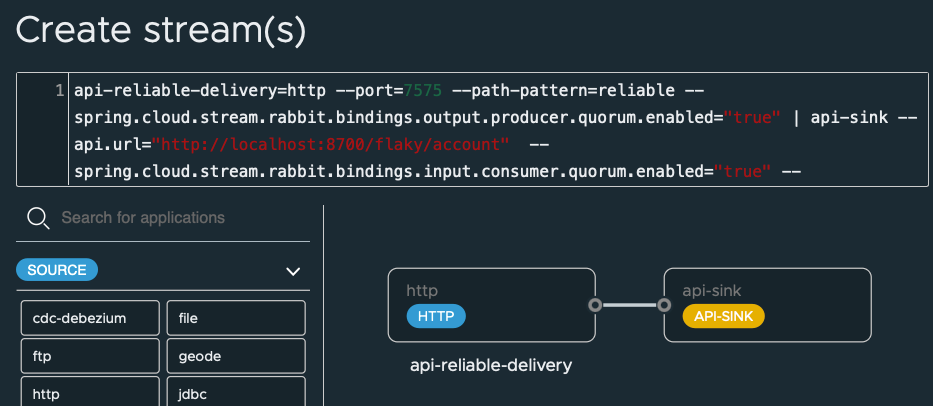 Create stream(s)
1 api-reliable-delivery=http --port=7575 --path-pattern=reliable --
spring.cloud.stream.rabbit.bindings.output.producer.quorum.enabled="true" | api-sink --
api.url="http://localhost:8700/flaky/account"  --
spring.cloud.stream.rabbit.bindings.input.consumer.quorum.enabled="true" --
Search for applications
SOURCE
cdc-debezium file
ftp geode
http jdbc
http api-sink
HTTP API-SINK
api-reliable-delivery